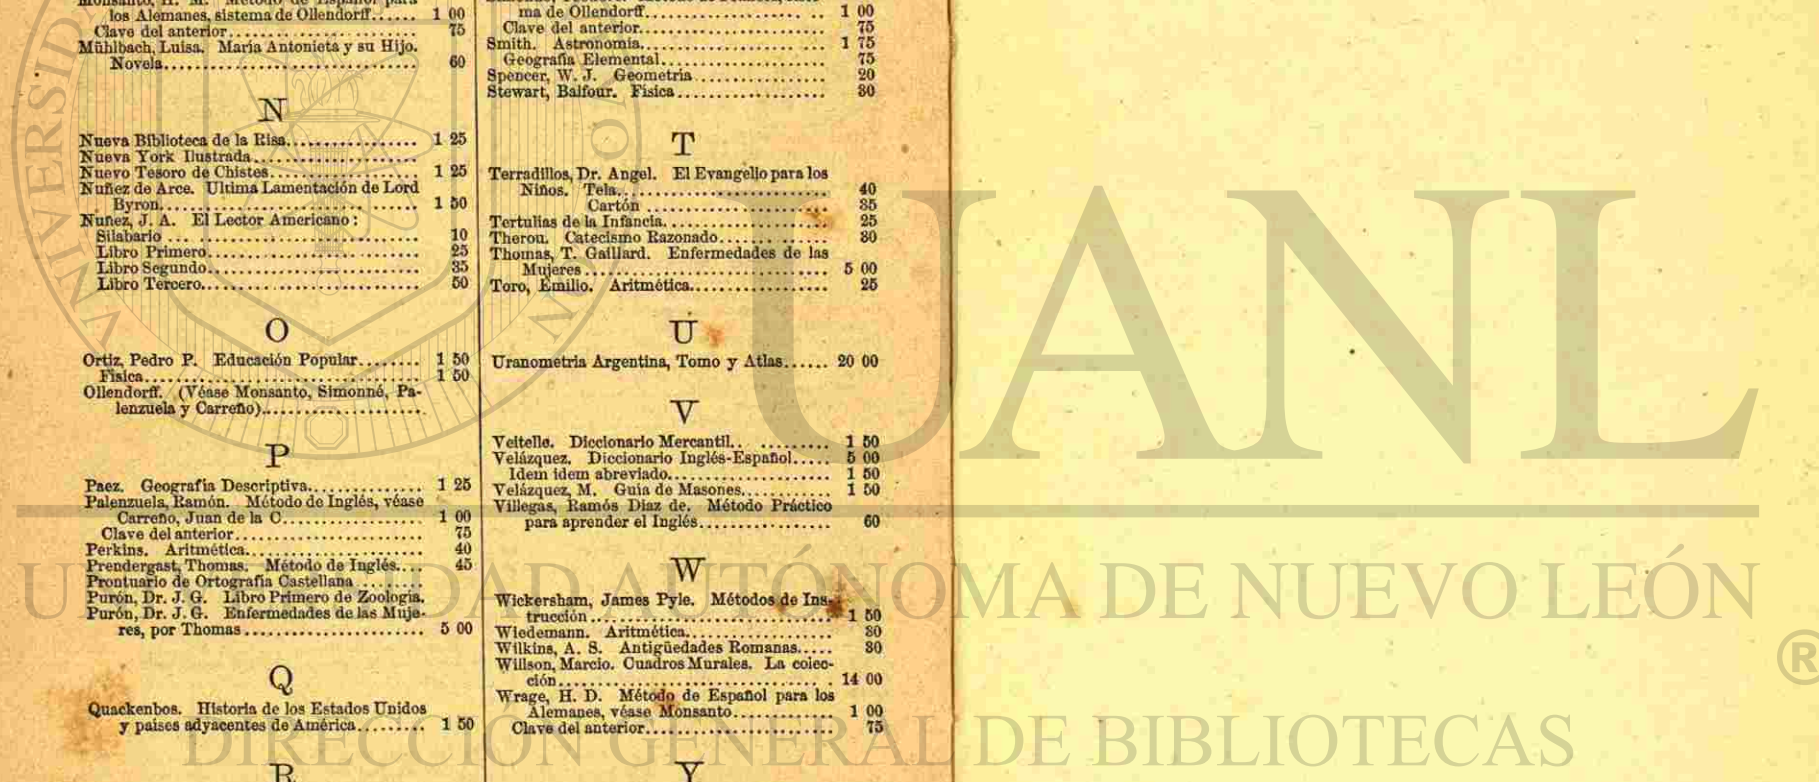 Monsanto, H. M. Método de Español para
los Alemanes, sistema de Ollendorff...... 1 00
Clave del anterior........................ 75
Mühlbach, Luisa. María Antonieta y su Hijo.
Novela................................ 60
N
Nueva Biblioteca de la Risa................. 1 25
Nueva York Ilustrada.....................
Nuevo Tesoro de Chistes................... 1 25
Nuñez de Arce. Ultima Lamentación de Lord
Byron................................ 1 50
Nuñez, J. A. El Lector Americano:
Silabario ................................ 10
Libro Primero........................... 25
Libro Segundo........................... 35
Libro Tercero............................ 50
O
Ortiz, Pedro P. Educación Popular........ 1 50
Física................................... 1 50
Ollendorff. (Véase Monsanto, Simonné, Pa-
lenzuela y Carreño).....................
P
Paez. Geografía Descriptiva.............. 1 25
Palenzuela, Ramón. Método de Inglés, véase
Carreño, Juan de la C.................. 1 00
Clave del anterior........................ 75
Perkins. Aritmética....................... 40
Prendergast, Thomas. Método de Inglés.... 45
Prontuario de Ortografía Castellana ........
Purón, Dr. J. G. Libro Primero de Zoología.
Purón, Dr. J. G. Enfermedades de las Muje-
res, por Thomas ....................... 5 00
Q
Quackenbos. Historia de los Estados Unidos
y países adyacentes de América......... 1 50
R
ma de Ollendorff....................... 1 00
Clave del anterior........................ 75
Smith. Astronomía........................ 1 75
Geografía Elemental..................... 75
Spencer, W. J. Geometría................. 20
Stewart, Balfour. Física................... 30
T
Terradillos, Dr. Angel. El Evangelio para los
Niños. Tela........................... 40
Cartón ....................... 35
Tertulias de la Infancia..................... 25
Therou. Catecismo Razonado.............. 30
Thomas, T. Gaillard. Enfermedades de las
Mujeres ............................... 5 00
Toro, Emilio. Aritmética.................. 25
U
Uranometria Argentina, Tomo y Atlas...... 20 00
V
Veitelle. Diccionario Mercantil.. ......... 1 50
Velázquez. Diccionario Inglés-Español..... 5 00
Idem idem abreviado..................... 1 50
Velázquez, M. Guía de Masones............ 1 50
Villegas, Ramós Diaz de. Método Práctico
para aprender el Inglés................. 60
W
Wickersham, James Pyle. Métodos de Ins-
trucción............................... 1 50
Wiedemann. Aritmética................... 30
Wilkins, A. S. Antigüedades Romanas..... 30
Willson, Marcio. Cuadros Murales. La colec-
ción................................... 14 00
Wrage, H. D. Método de Español para los
Alemanes, véase Monsanto............. 1 00
Clave del anterior........................ 75
Y
UANL
UNIVERSIDAD AUTÓNOMA DE NUEVO LEÓN
®
DIRECCIÓN GENERAL DE BIBLIOTECAS